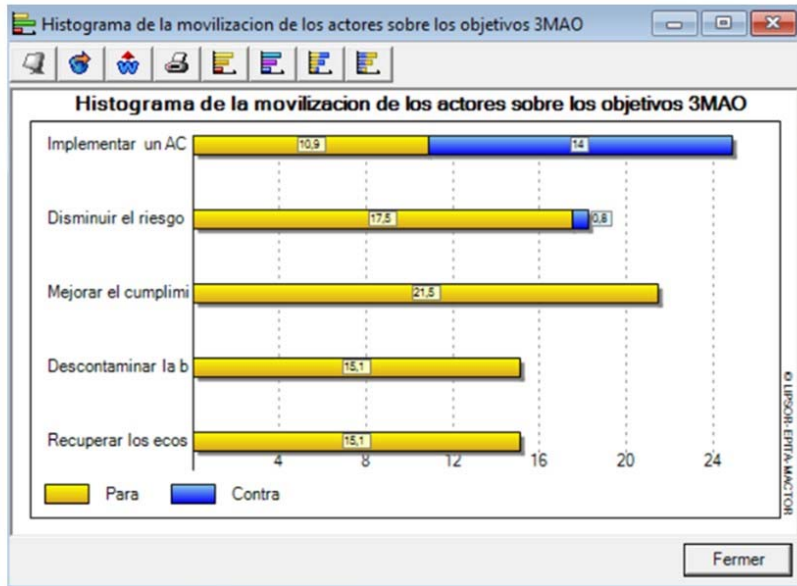 Histograma de la movilizacion de los actores sobre los objetivos 3MAO
Histograma de la movilizacion de los actores sobre los objetivos 3MAO
Implementar un AC
10,9
14
Disminuir el riesgo
17,5
0,8
Mejorar el cumplimi
21,5
Descontaminar la b
15,1
Recuperar los ecos
15,1
4 8 12 16 20 24
Para Contra
© LIPSOR-EPITA-MACTOR
Fermer